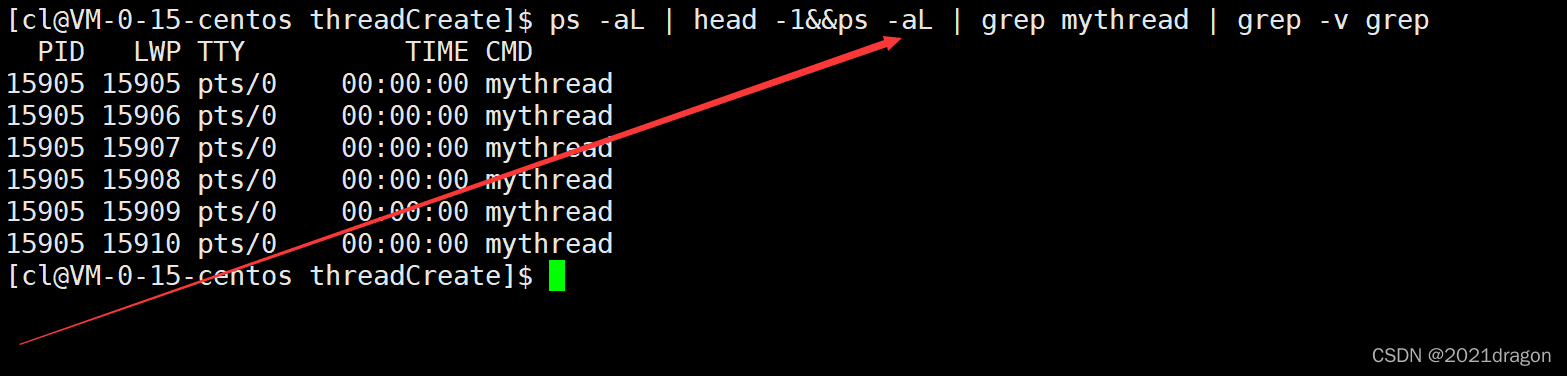 [cl@VM-0-15-centos threadCreate]$ ps -aL | head -1&&ps -aL | grep mythread | grep -v grep
  PID   LWP TTY          TIME CMD
15905 15905 pts/0    00:00:00 mythread
15905 15906 pts/0    00:00:00 mythread
15905 15907 pts/0    00:00:00 mythread
15905 15908 pts/0    00:00:00 mythread
15905 15909 pts/0    00:00:00 mythread
15905 15910 pts/0    00:00:00 mythread
[cl@VM-0-15-centos threadCreate]$
CSDN @2021dragon